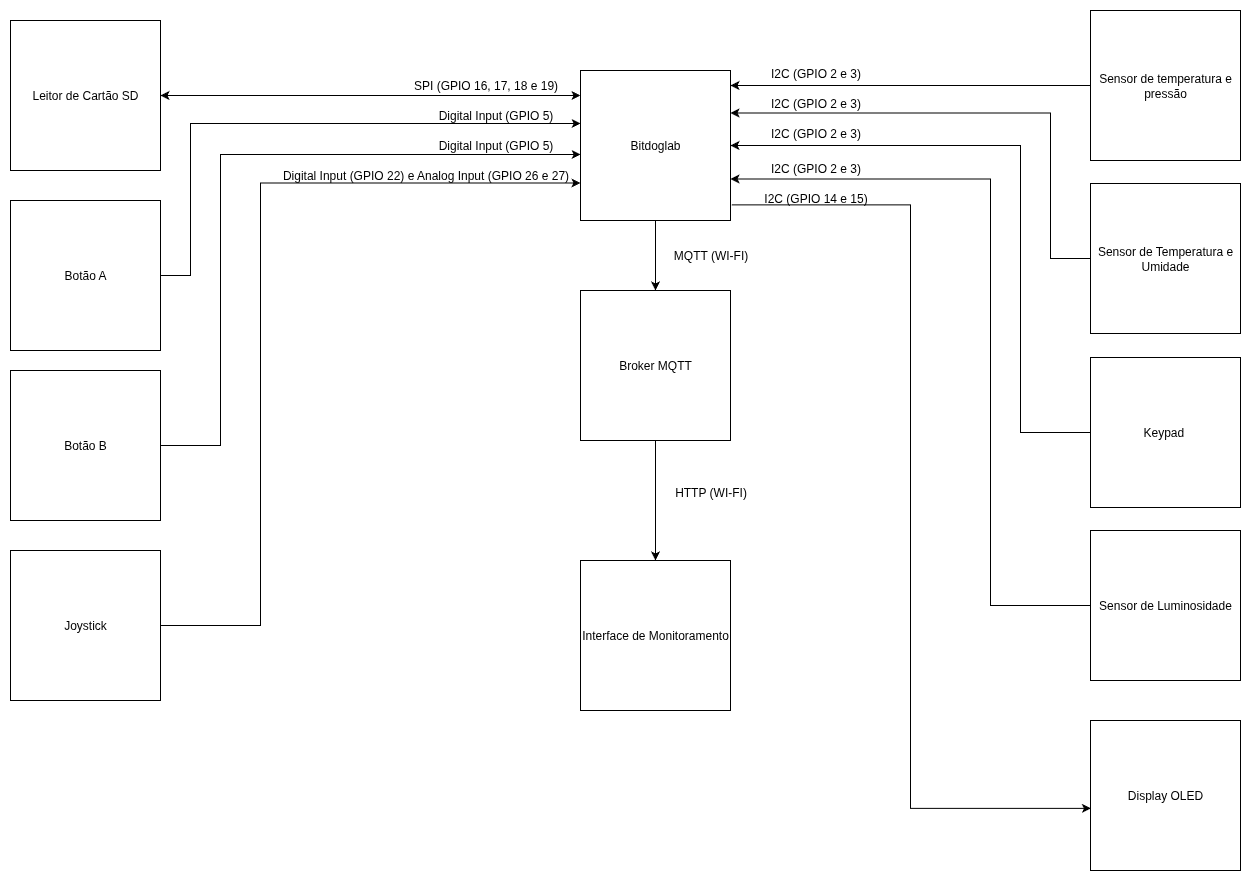 Leitor de Cartão SD
Botão A
Botão B
Joystick
SPI (GPIO 16, 17, 18 e 19)
Digital Input (GPIO 5)
Digital Input (GPIO 5)
Digital Input (GPIO 22) e Analog Input (GPIO 26 e 27)
Bitdoglab
MQTT (WI-FI)
Broker MQTT
HTTP (WI-FI)
Interface de Monitoramento
I2C (GPIO 2 e 3)
I2C (GPIO 2 e 3)
I2C (GPIO 2 e 3)
I2C (GPIO 2 e 3)
I2C (GPIO 14 e 15)
Sensor de temperatura e
pressão
Sensor de Temperatura e
Umidade
Keypad
Sensor de Luminosidade
Display OLED